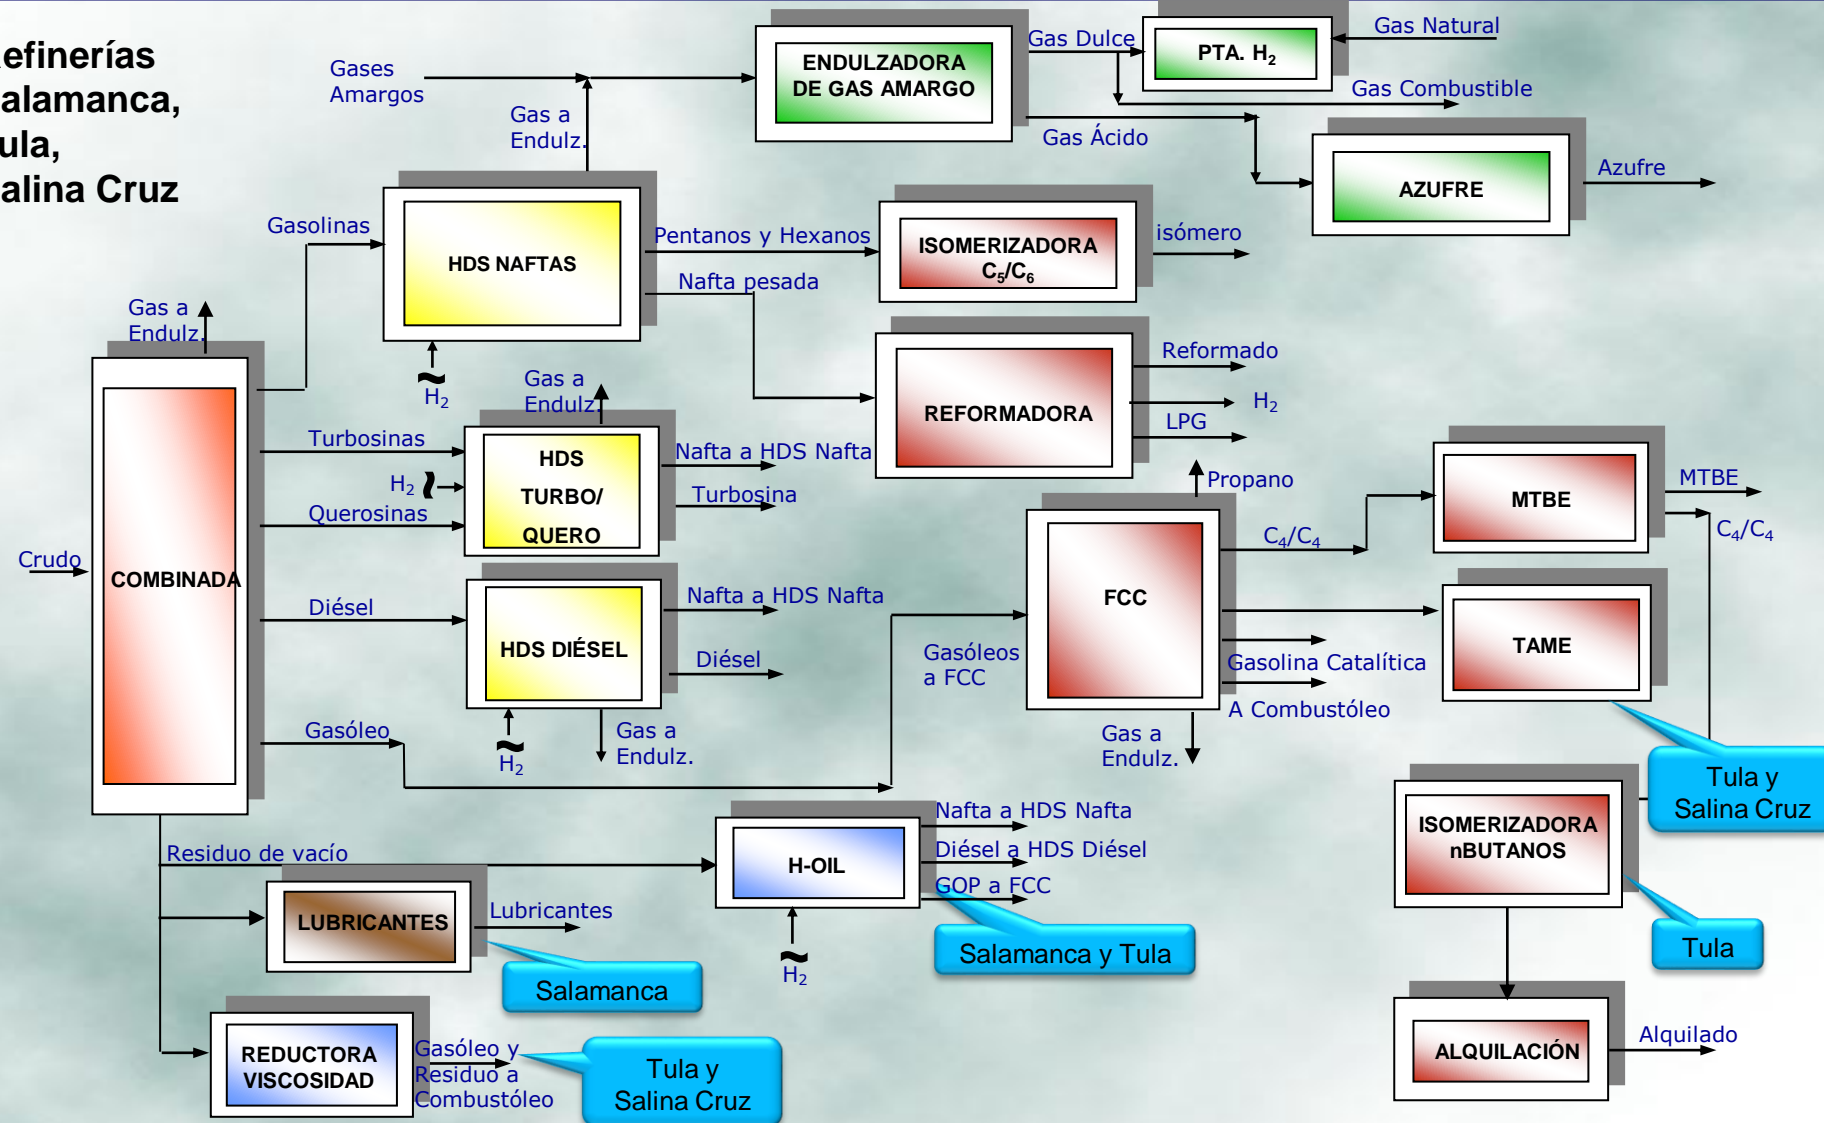 efinerías
alamanca,
ula,
alina Cruz
Gases
Amargos
Gas a
Endulz.
ENDULZADORA
DE GAS AMARGO
Gas Dulce
PTA. H₂
Gas Natural
Gas Combustible
Gas Ácido
AZUFRE
Azufre
Gasolinas
HDS NAFTAS
Pentanos y Hexanos
Nafta pesada
ISOMERIZADORA
C₅/C₆
isómero
Gas a
Endulz.
H₂
REFORMADORA
Reformado
H₂
LPG
Gas a
Endulz.
Turbosinas
H₂
Querosinas
HDS
TURBO/
QUERO
Nafta a HDS Nafta
Turbosina
Crudo
COMBINADA
Diésel
HDS DIÉSEL
Nafta a HDS Nafta
Diésel
H₂
Gas a
Endulz.
Gasóleo
Gasóleos
a FCC
FCC
Propano
C₄/C₄
Gasolina Catalítica
A Combustóleo
Gas a
Endulz.
MTBE
MTBE
C₄/C₄
TAME
Tula y
Salina Cruz
Residuo de vacío
H-OIL
Nafta a HDS Nafta
Diésel a HDS Diésel
GOP a FCC
H₂
Salamanca y Tula
LUBRICANTES
Lubricantes
Salamanca
REDUCTORA
VISCOSIDAD
Gasóleo y
Residuo a
Combustóleo
Tula y
Salina Cruz
ISOMERIZADORA
nBUTANOS
Tula
ALQUILACIÓN
Alquilado